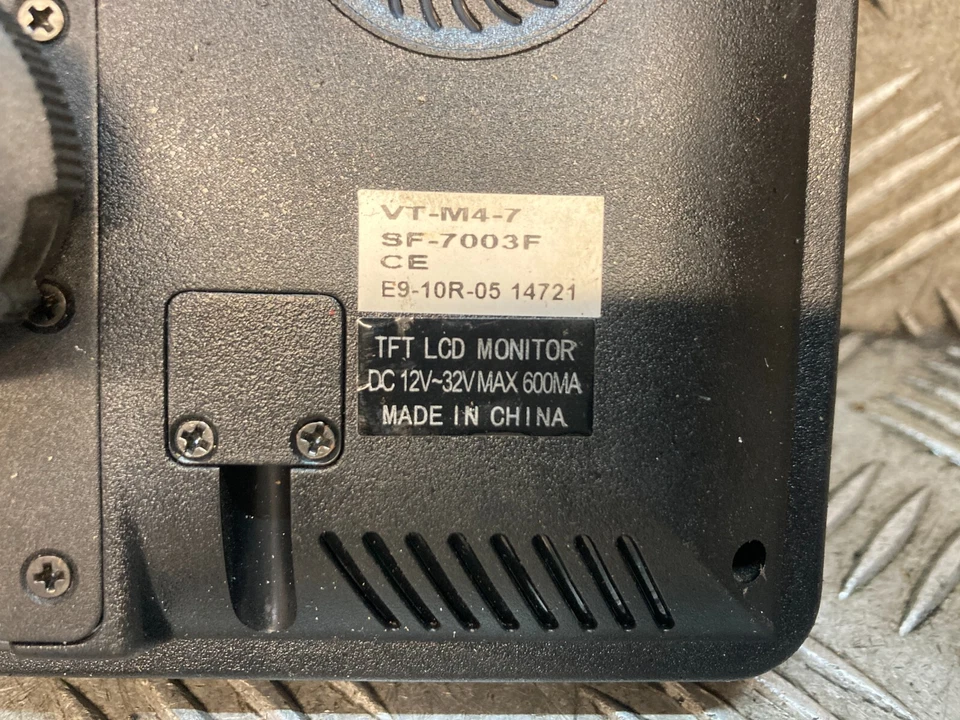 VT-M4-7
SF-7003F
CE
E9-10R-05 14721
TFT LCD MONITOR
DC 12V~32V MAX 600MA
MADE IN CHINA